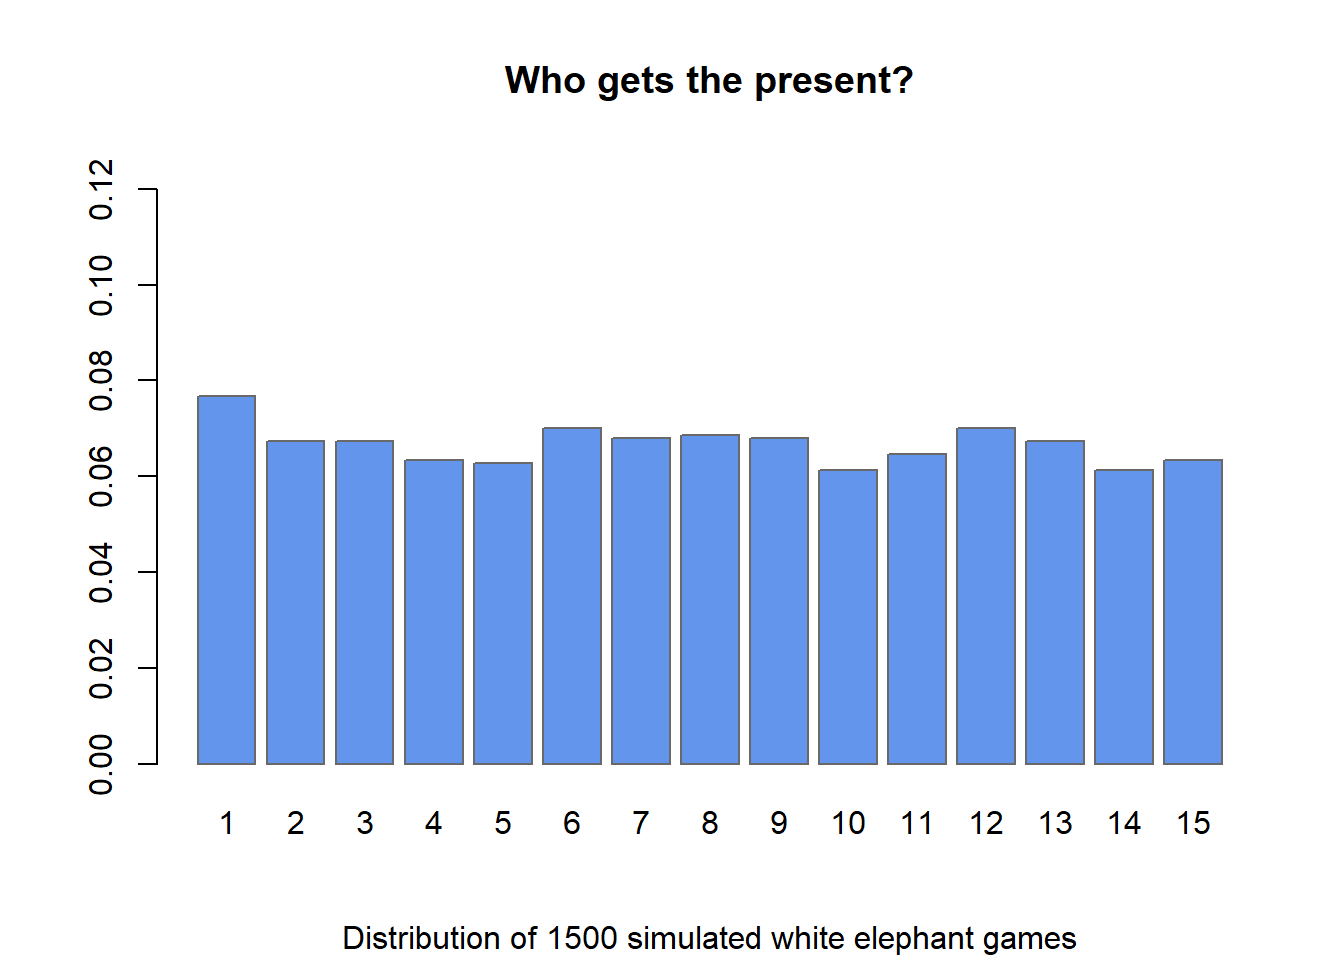 Who gets the present?
0.12
0.10
0.08
0.06
0.04
0.02
0.00
1 2 3 4 5 6 7 8 9 10 11 12 13 14 15
Distribution of 1500 simulated white elephant games